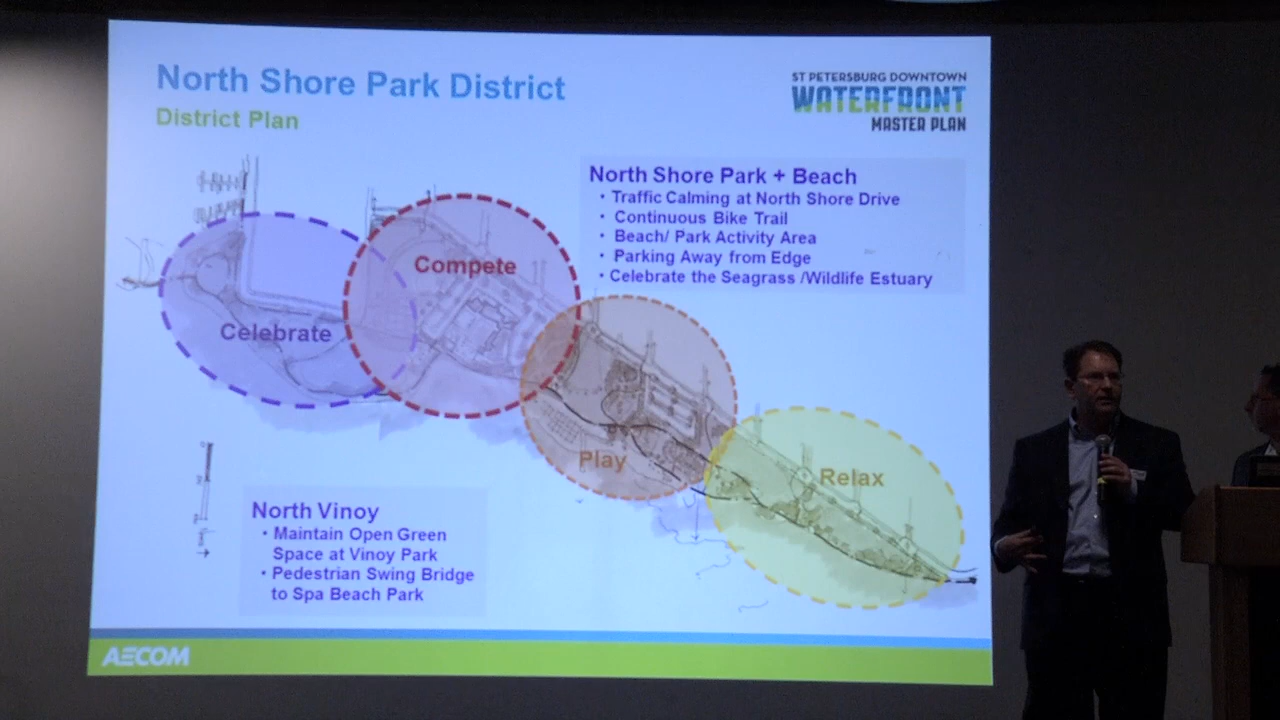 North Shore Park District
District Plan
ST PETERSBURG DOWNTOWN
WATERFRONT
MASTER PLAN
North Shore Park + Beach
• Traffic Calming at North Shore Drive
• Continuous Bike Trail
• Beach/ Park Activity Area
• Parking Away from Edge
• Celebrate the Seagrass /Wildlife Estuary
Compete
Celebrate
Play
Relax
North Vinoy
• Maintain Open Green
Space at Vinoy Park
• Pedestrian Swing Bridge
to Spa Beach Park
AECOM